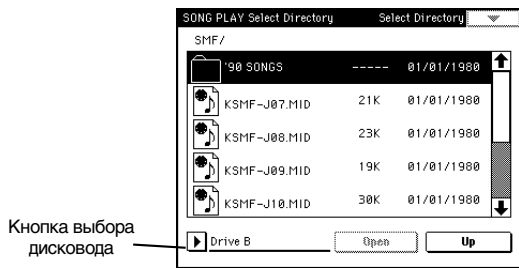 SONG PLAY Select Directory Select Directory
SMF/
'90 SONGS ----- 01/01/1980
KSMF-J07.MID 21K 01/01/1980
KSMF-J08.MID 23K 01/01/1980
KSMF-J09.MID 19K 01/01/1980
KSMF-J10.MID 30K 01/01/1980
Кнопка выбора
дисковода
Drive B Open Up